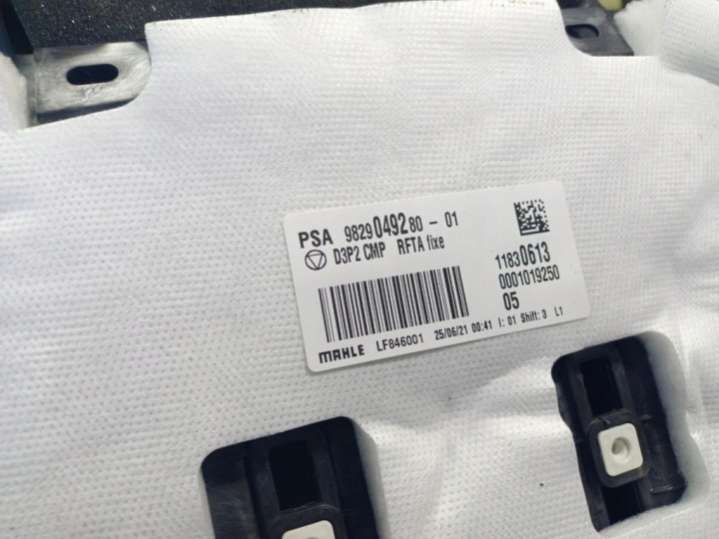 PSA 9829049280 - 01
D3P2 CMP RFTA fixe
11830613
0001019250
05
MAHLE LF846001 25/06/21 00:41 I: 01 Shift: 3 L1